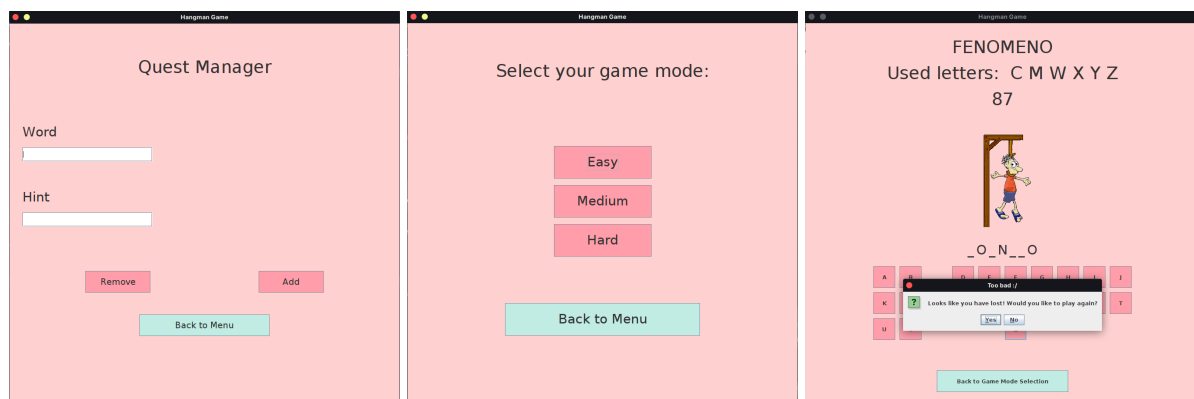 Hangman Game
Quest Manager
Word
Hint
Remove
Add
Back to Menu
Hangman Game
Select your game mode:
Easy
Medium
Hard
Back to Menu
Hangman Game
FENOMENO
Used letters: C M W X Y Z
87
_O_N__O
A
J
K
Too bad :/
? Looks like you have lost! Would you like to play again?
T
Yes No
U
Back to Game Mode Selection